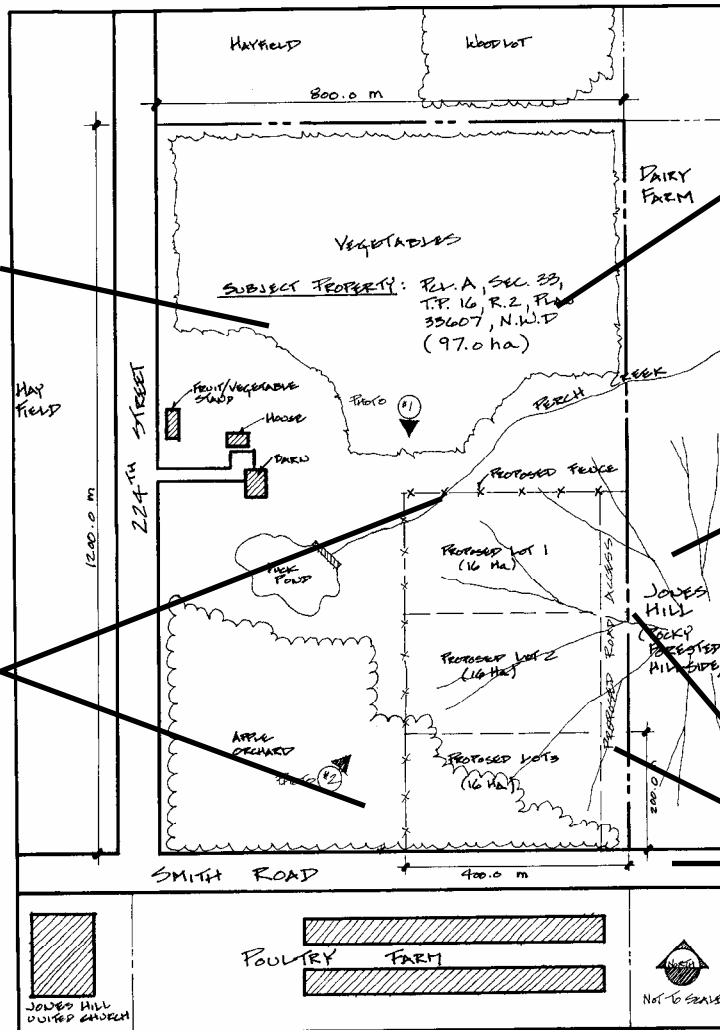 HAYFIELD
WOODLOT
800.0 m
DAIRY
FARM
VEGETABLES
SUBJECT PROPERTY: PCL. A, SEC. 33,
T.P. 16, R.2, PLAN
33607, N.W.D
(97.0 ha)
HAY
FIELD
224TH STREET
FRUIT/VEGETABLE
STAND
HOUSE
BARN
PHOTO #1
PERCH CREEK
PROPOSED FENCE
1200.0 m
PROPOSED LOT 1
(16 Ha)
POND
PROPOSED ROAD ACCESS
JONES
HILL
(ROCKY
FORESTED
HILLSIDE)
PROPOSED LOT 2
(16 Ha)
APPLE
ORCHARD
PHOTO #2
PROPOSED LOT 3
(16 Ha)
200.0 m
SMITH ROAD
400.0 m
POULTRY FARM
JONES HILL
UNITED CHURCH
NORTH
NOT TO SCALE